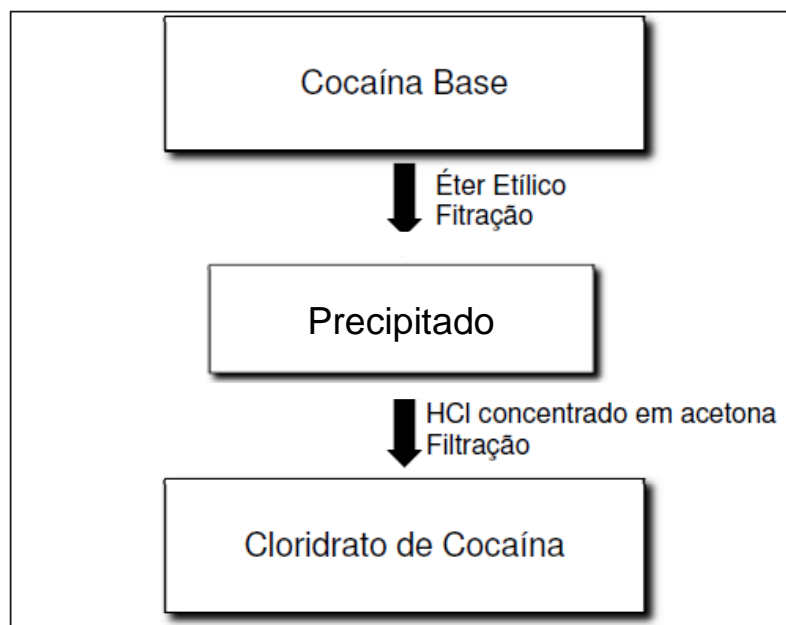 Cocaína Base
Éter Etílico
Fitração
Precipitado
HCl concentrado em acetona
Filtração
Cloridrato de Cocaína